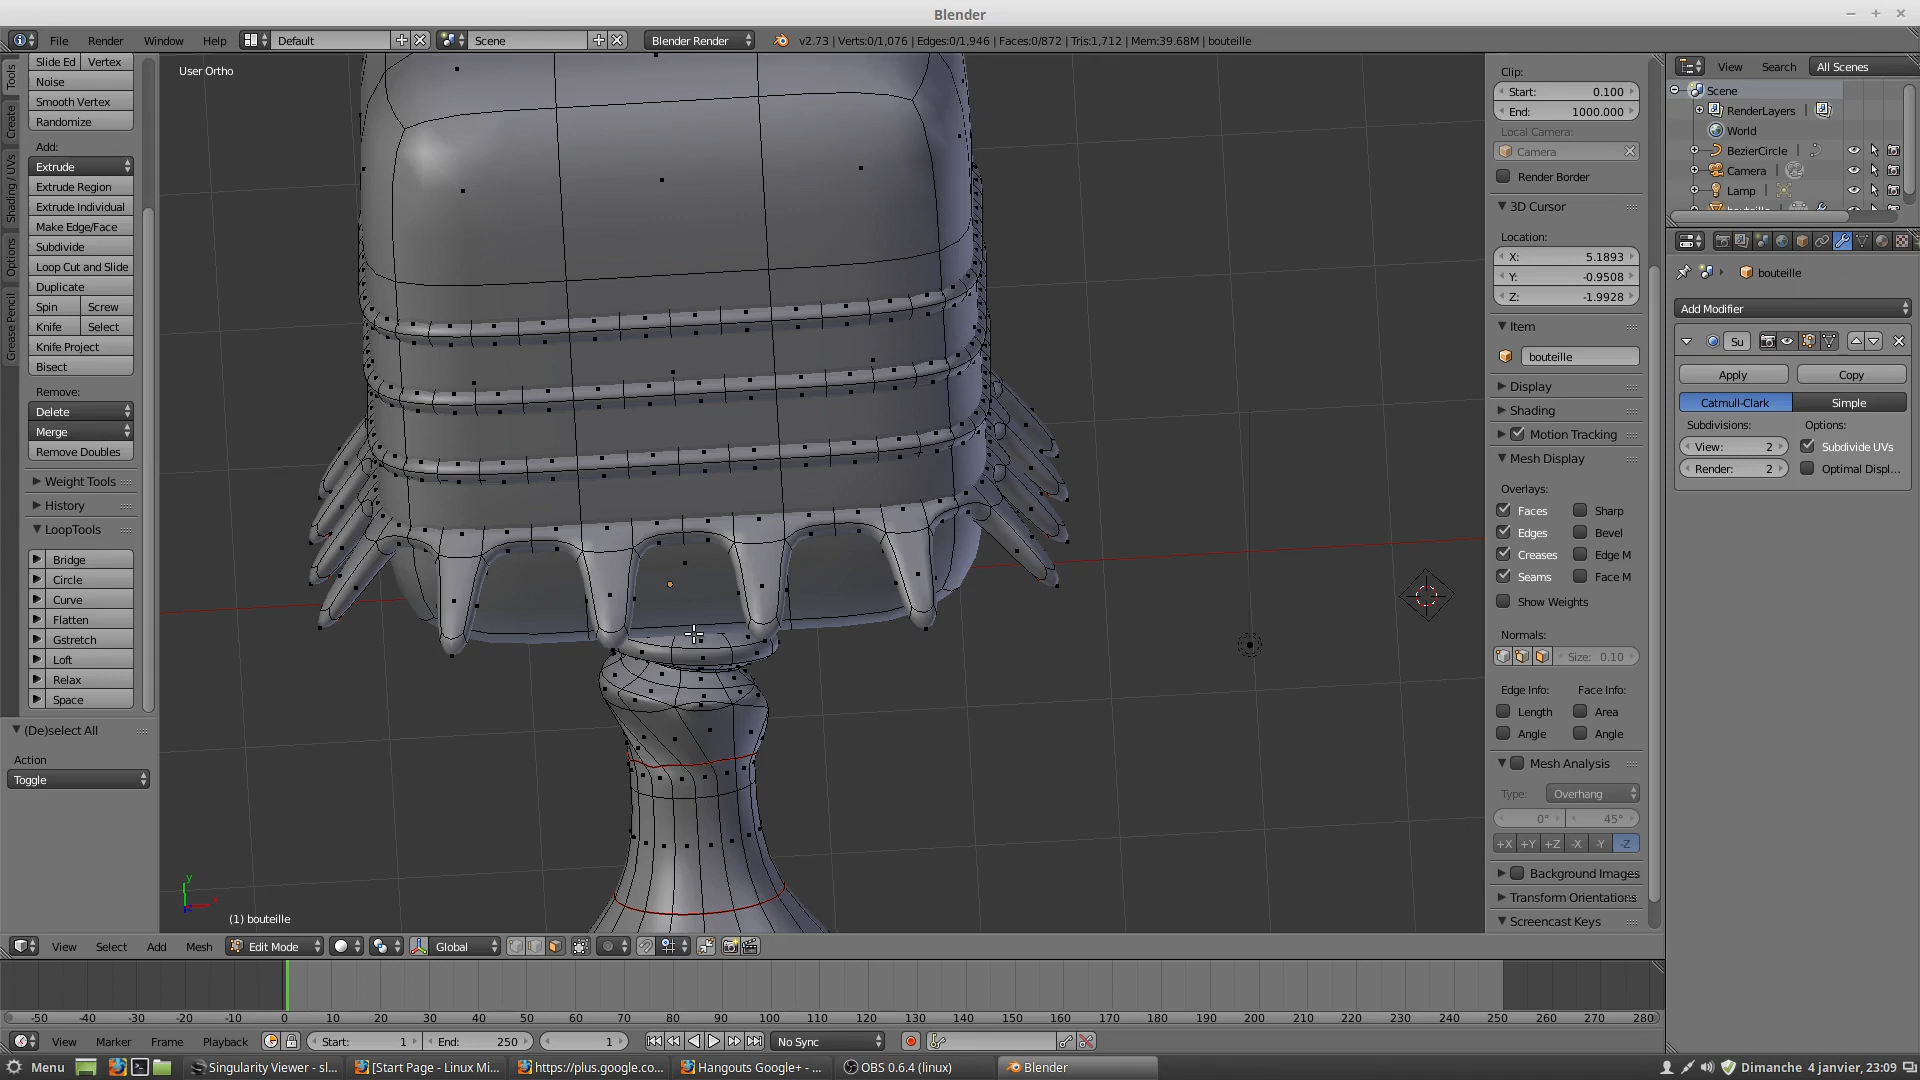 Blender
File Render Window Help Default Scene Blender Render v2.73 | Verts:0/1,076 | Edges:0/1,946 | Faces:0/872 | Tris:1,712 | Mem:39.68M | bouteille
Tools
Create
Shading / UVs
Options
Grease Pencil
Slide Ed Vertex
Noise
Smooth Vertex
Randomize
Add:
Extrude
Extrude Region
Extrude Individual
Make Edge/Face
Subdivide
Loop Cut and Slide
Duplicate
Spin Screw
Knife Select
Knife Project
Bisect
Remove:
Delete
Merge
Remove Doubles
Weight Tools
History
LoopTools
Bridge
Circle
Curve
Flatten
Gstretch
Loft
Relax
Space
(De)select All
Action
Toggle
User Ortho
y
x
(1) bouteille
Clip:
Start: 0.100
End: 1000.000
Local Camera:
Camera
Render Border
3D Cursor
Location:
X: 5.1893
Y: -0.9508
Z: -1.9928
Item
bouteille
Display
Shading
Motion Tracking
Mesh Display
Overlays:
Faces Sharp
Edges Bevel
Creases Edge M
Seams Face M
Show Weights
Normals:
Size: 0.10
Edge Info: Face Info:
Length Area
Angle Angle
Mesh Analysis
Type: Overhang
0° 45°
+X +Y +Z -X -Y -Z
Background Images
Transform Orientations
Screencast Keys
View Search All Scenes
Scene
RenderLayers
World
BezierCircle
Camera
Lamp
bouteille
Add Modifier
Su
Apply Copy
Catmull-Clark Simple
Subdivisions: Options:
View: 2 Subdivide UVs
Render: 2 Optimal Displ...
View Select Add Mesh Edit Mode Global
-50 -40 -30 -20 -10 0 10 20 30 40 50 60 70 80 90 100 110 120 130 140 150 160 170 180 190 200 210 220 230 240 250 260 270 280
View Marker Frame Playback Start: 1 End: 250 1 No Sync
Menu Singularity Viewer - sl... [Start Page - Linux Mi... https://plus.google.co... Hangouts Google+ - ... OBS 0.6.4 (linux) Blender Dimanche 4 janvier, 23:09